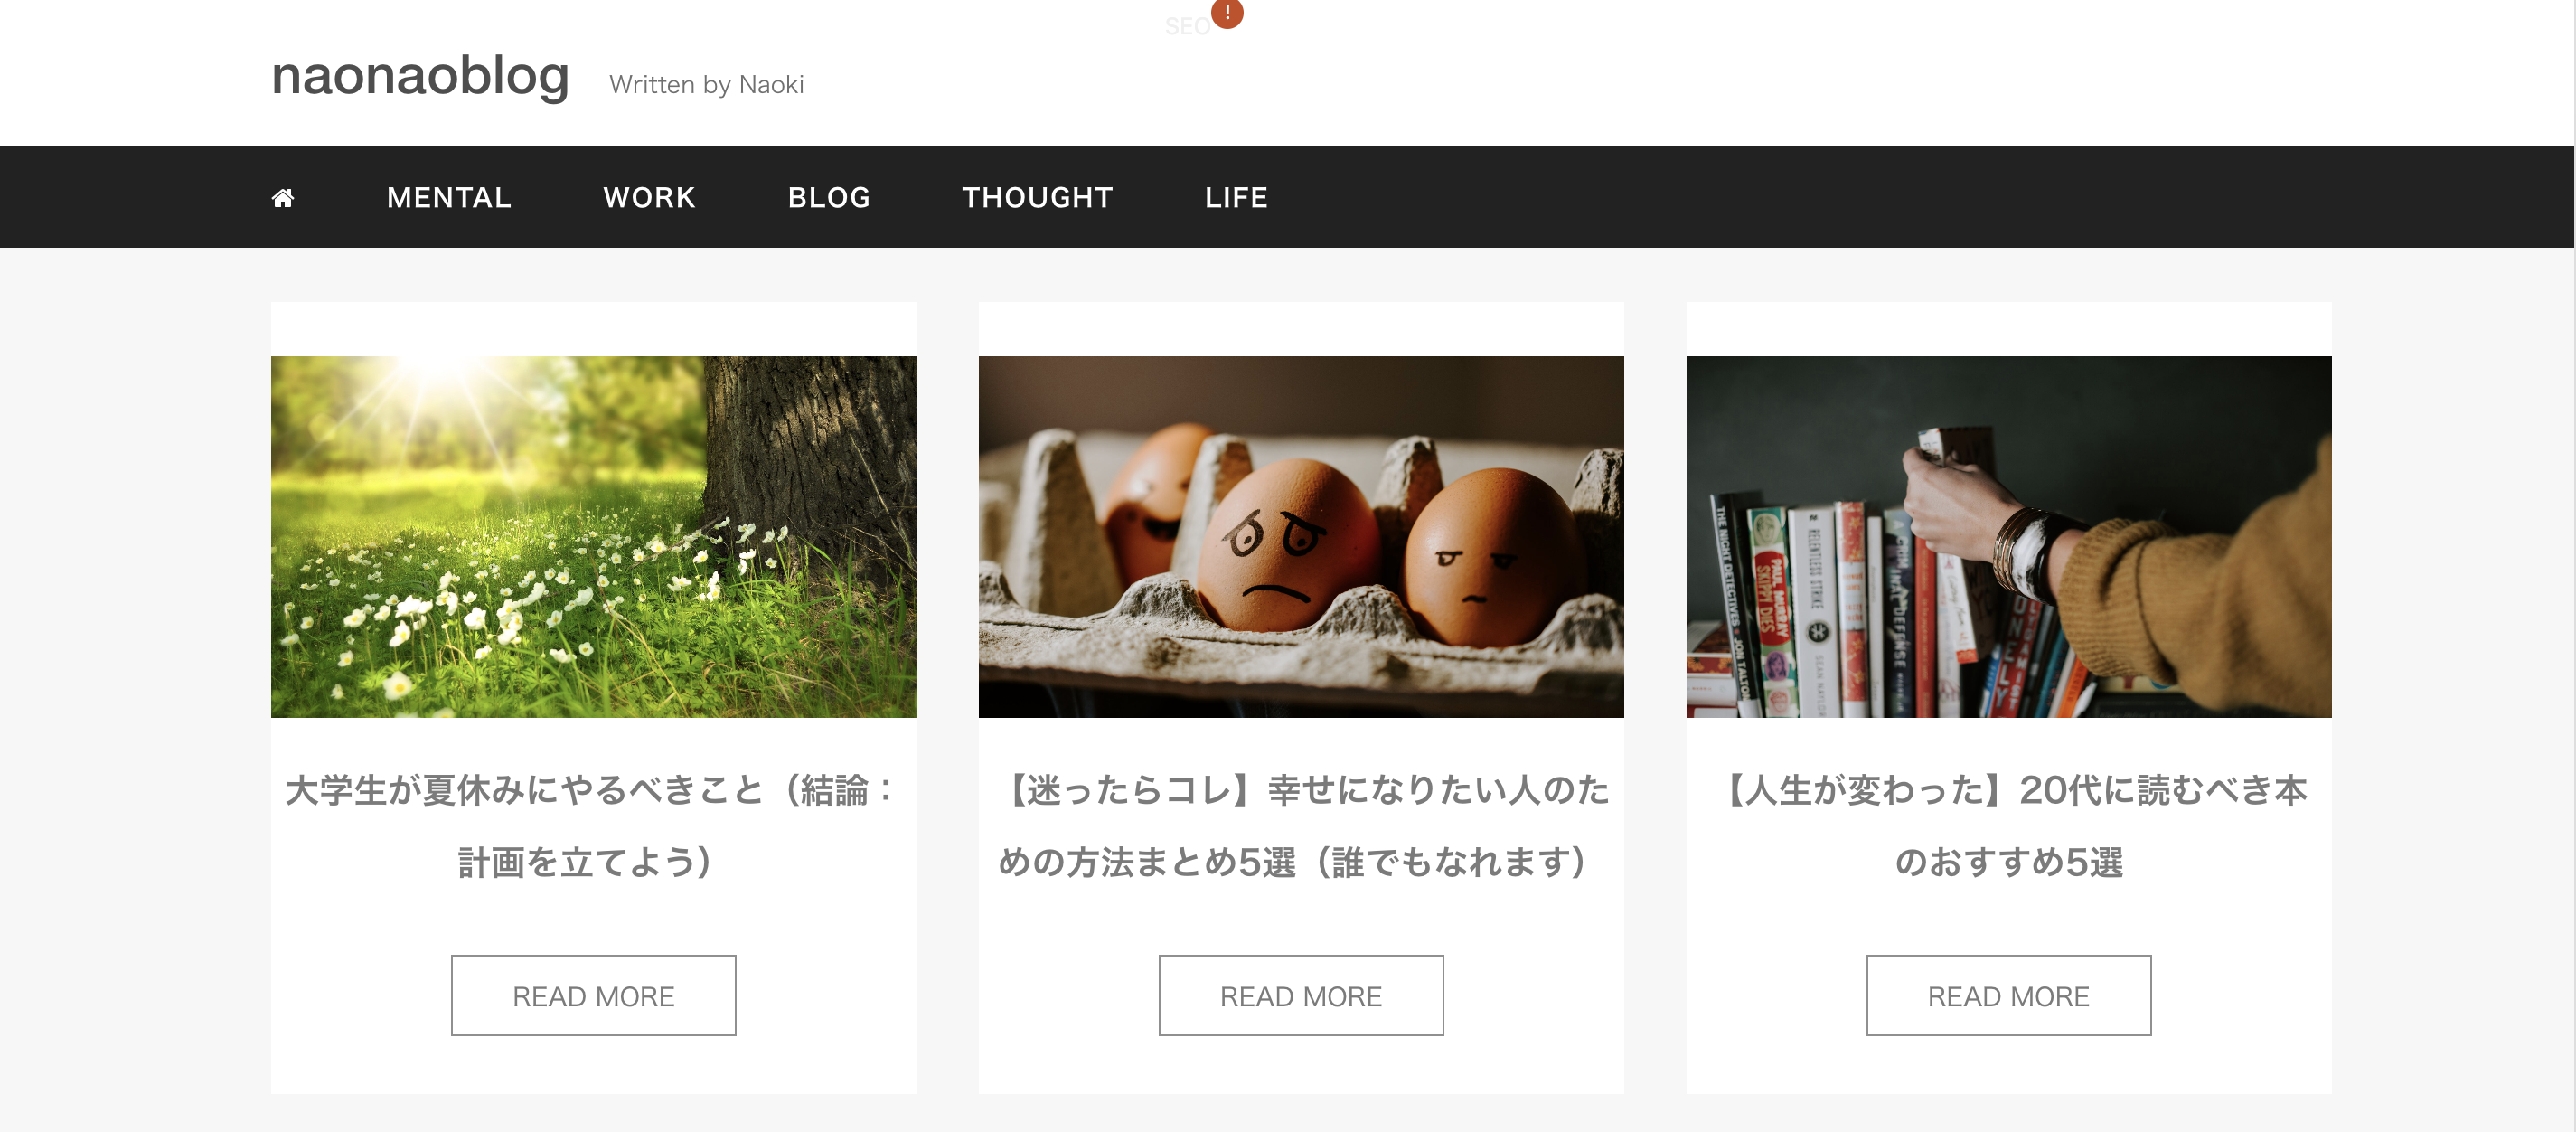 SEO !
naonaoblog Written by Naoki
MENTAL WORK BLOG THOUGHT LIFE
大学生が夏休みにやるべきこと（結論：
計画を立てよう）
READ MORE
【迷ったらコレ】幸せになりたい人のた
めの方法まとめ5選（誰でもなれます）
READ MORE
THE NIGHT DETECTIVES JON TALTON
PAUL MURRAY SKIPPY DIES
RELENTLESS STRIKE SEAN NAYLOR
【人生が変わった】20代に読むべき本
のおすすめ5選
READ MORE